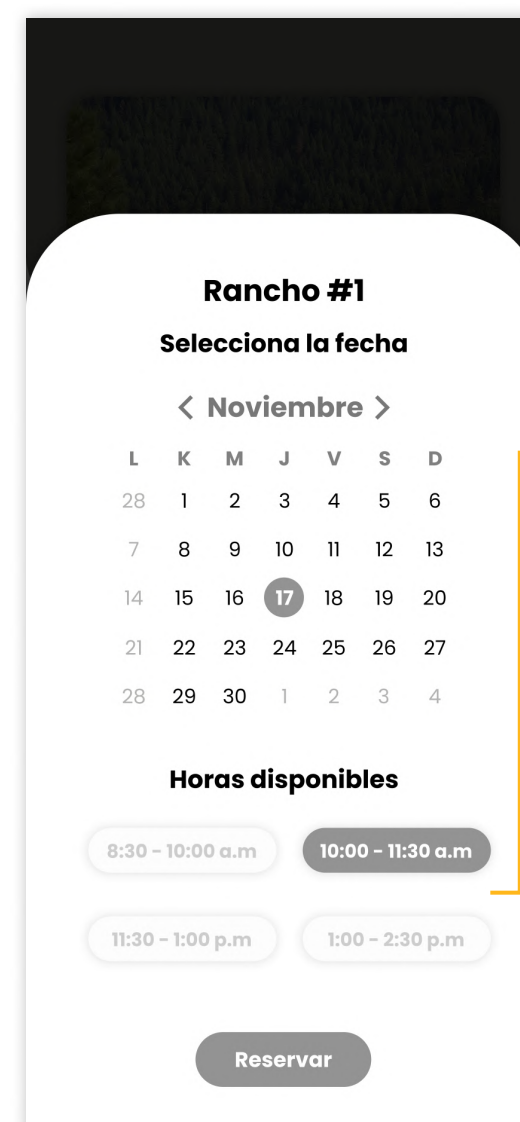 Rancho #1
Selecciona la fecha
< Noviembre >
L K M J V S D
28 1 2 3 4 5 6
7 8 9 10 11 12 13
14 15 16 17 18 19 20
21 22 23 24 25 26 27
28 29 30 1 2 3 4
Horas disponibles
8:30 - 10:00 a.m 10:00 - 11:30 a.m
11:30 - 1:00 p.m 1:00 - 2:30 p.m
Reservar